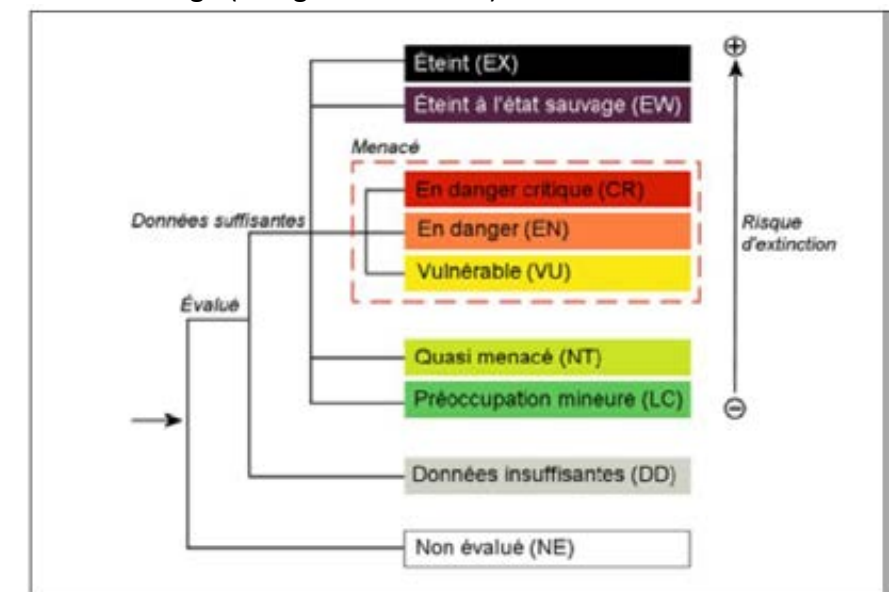 Éteint (EX)
Éteint à l'état sauvage (EW)
Menacé
En danger critique (CR)
En danger (EN)
Vulnérable (VU)
Données suffisantes
Risque
d'extinction
Évalué
Quasi menacé (NT)
Préoccupation mineure (LC)
Données insuffisantes (DD)
Non évalué (NE)